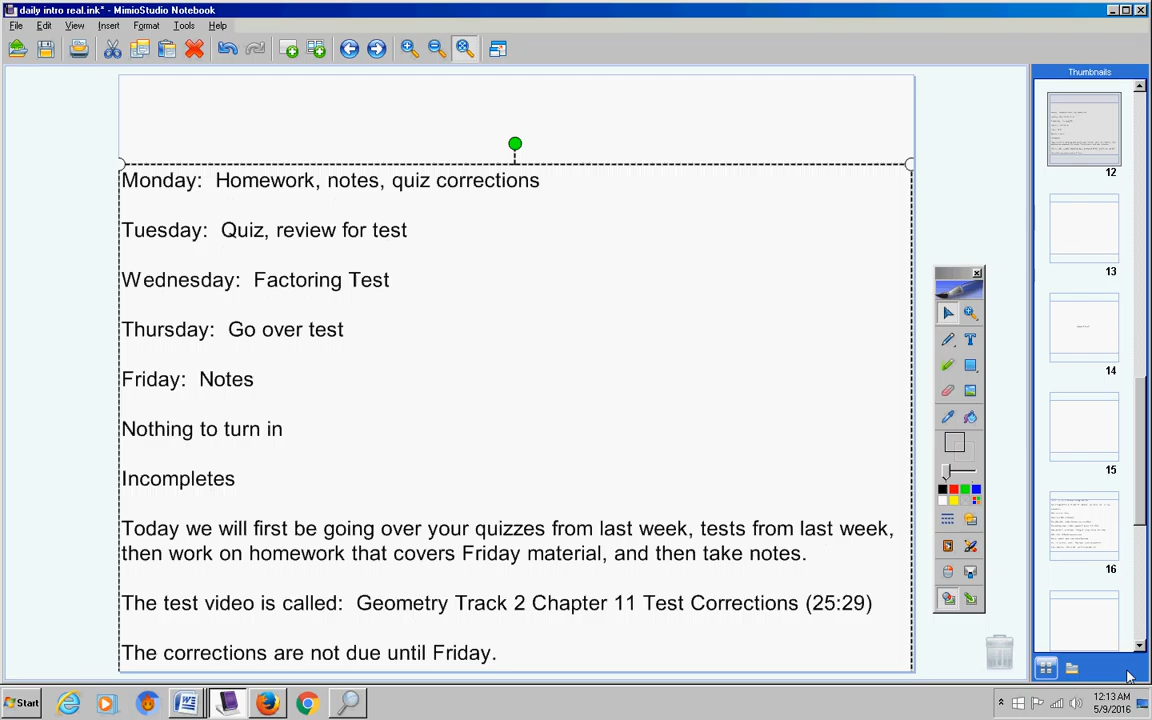 daily intro real.ink* - MimioStudio Notebook
File Edit View Insert Format Tools Help
Thumbnails
Monday:  Homework, notes, quiz corrections
Tuesday:  Quiz, review for test
Wednesday:  Factoring Test
Thursday:  Go over test
Friday:  Notes
Nothing to turn in
Incompletes
Today we will first be going over your quizzes from last week, tests from last week,
then work on homework that covers Friday material, and then take notes.
The test video is called:  Geometry Track 2 Chapter 11 Test Corrections (25:29)
The corrections are not due until Friday.
12
13
14
15
16
Start
12:13 AM
5/9/2016